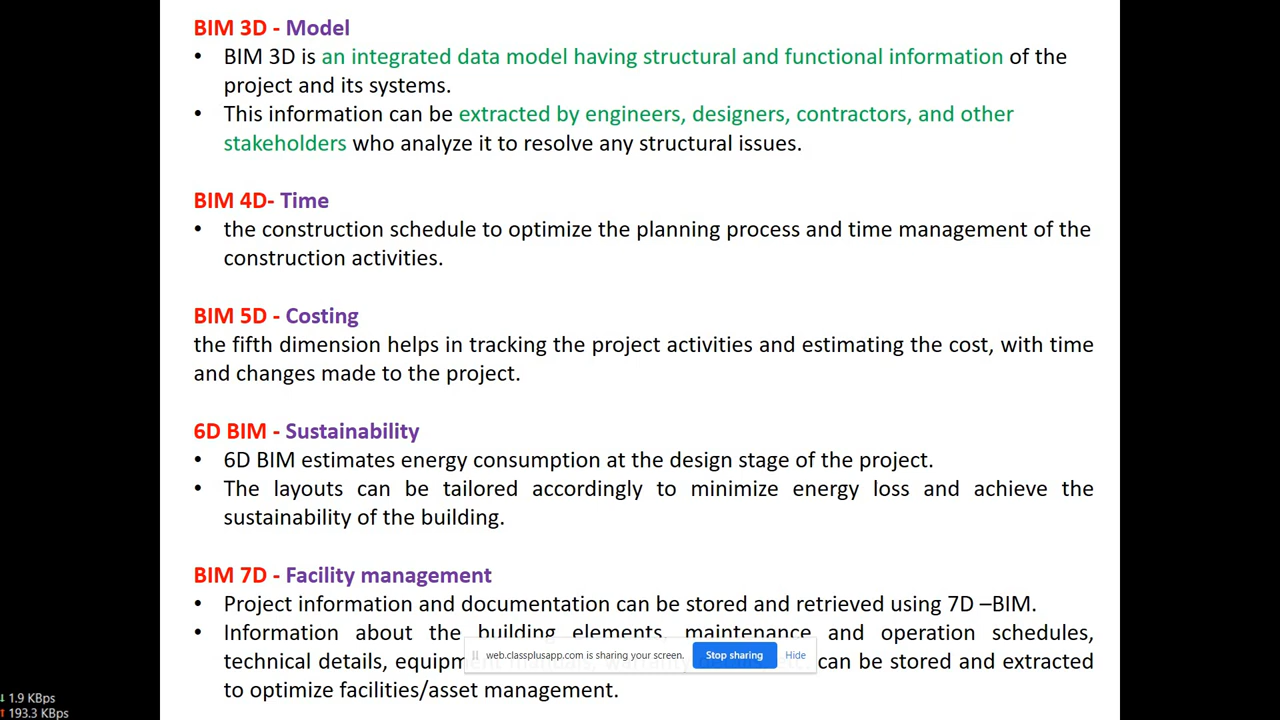 BIM 3D - Model
• BIM 3D is an integrated data model having structural and functional information of the
project and its systems.
• This information can be extracted by engineers, designers, contractors, and other
stakeholders who analyze it to resolve any structural issues.
BIM 4D- Time
• the construction schedule to optimize the planning process and time management of the
construction activities.
BIM 5D - Costing
the fifth dimension helps in tracking the project activities and estimating the cost, with time
and changes made to the project.
6D BIM - Sustainability
• 6D BIM estimates energy consumption at the design stage of the project.
• The layouts can be tailored accordingly to minimize energy loss and achieve the
sustainability of the building.
BIM 7D - Facility management
• Project information and documentation can be stored and retrieved using 7D –BIM.
• Information about the building elements, maintenance and operation schedules,
technical details, can be stored and extracted
to optimize facilities/asset management.
web.classplusapp.com is sharing your screen. Stop sharing Hide
↓ 1.9 KBps
↑ 193.3 KBps